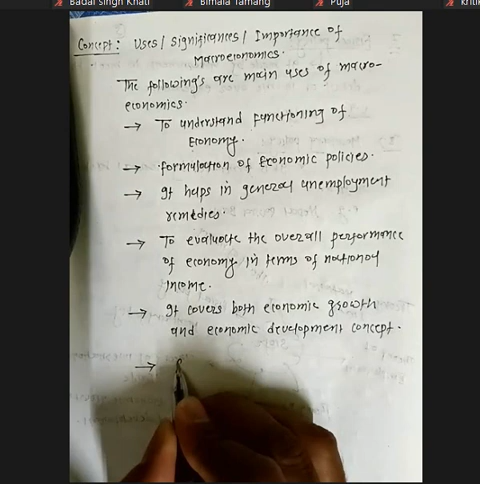 Badal Singh Khati Bimala Tamang Puja kritik
Concept: Uses/Significances/Importance of
Macroeconomics.
The following's are main uses of macro-
economics.
→ To understand functioning of
Economy.
→ formulation of Economic policies.
→ It helps in general unemployment
remedies.
→ To evaluate the overall performance
of economy in terms of national
Income.
→ It covers both economic growth
and economic development concept.
→